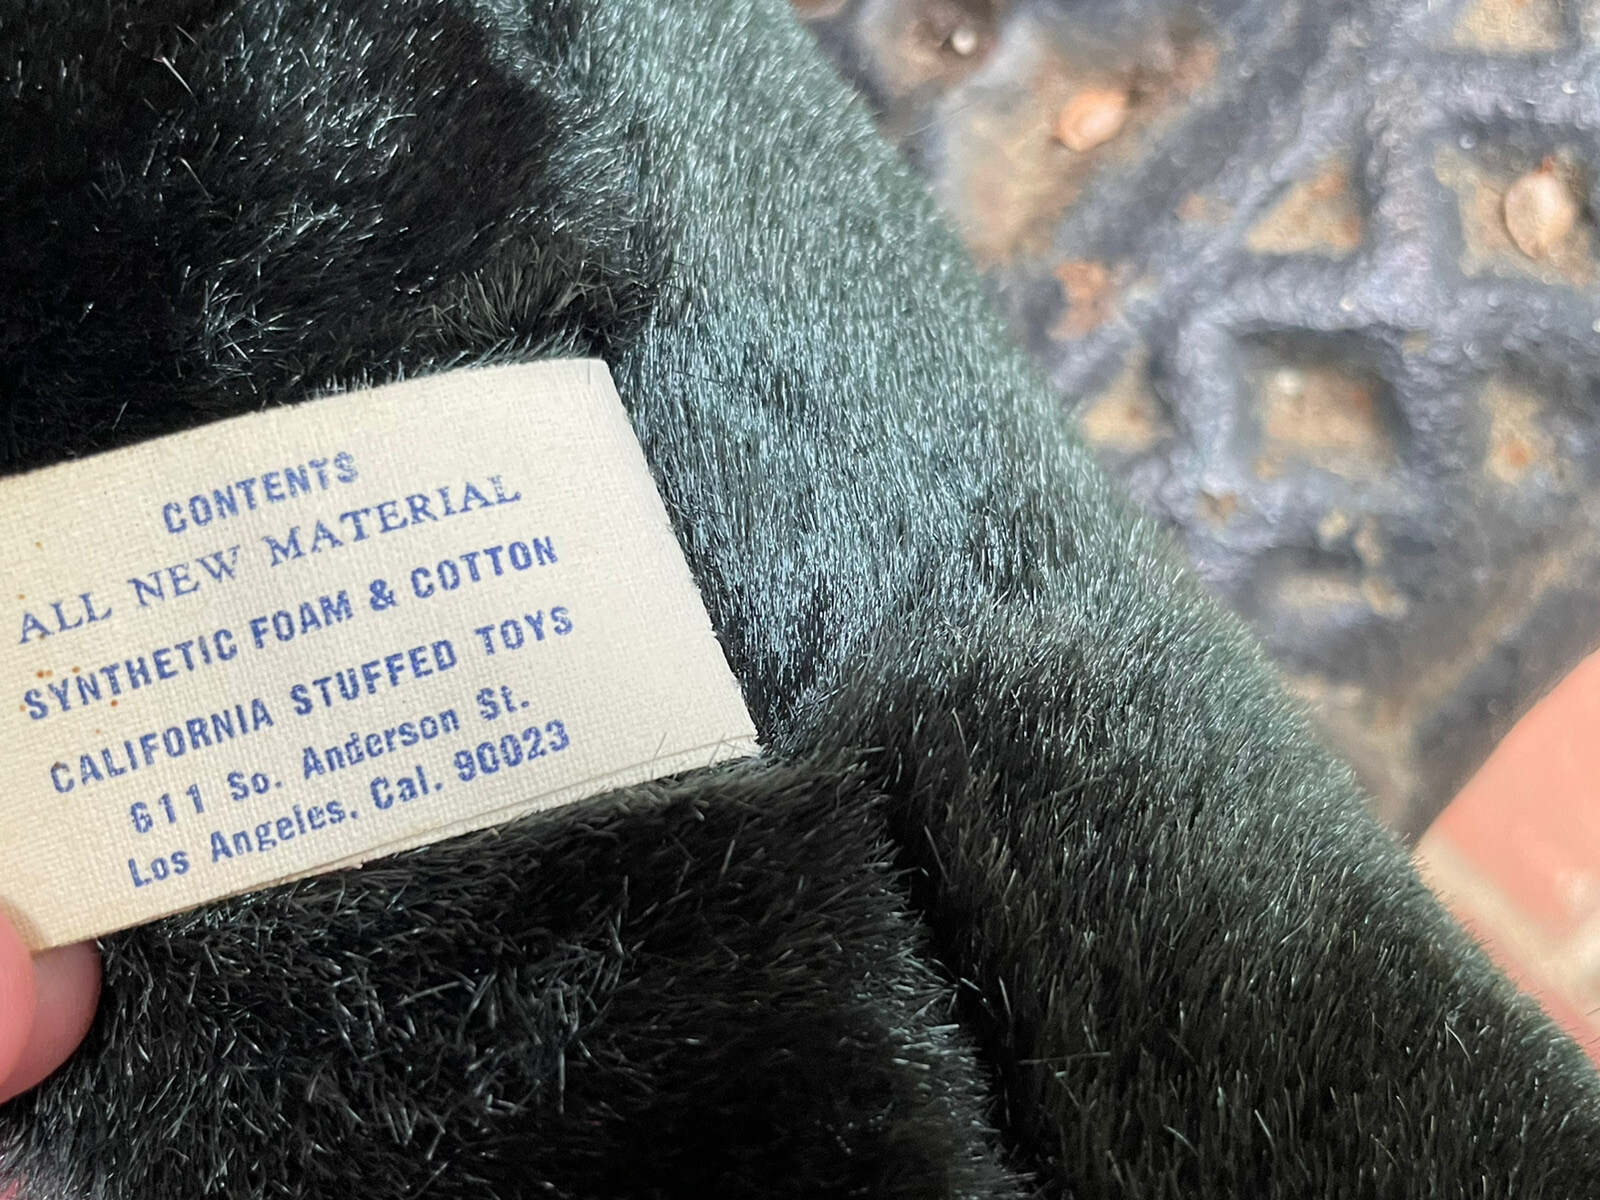 CONTENTS
ALL NEW MATERIAL
SYNTHETIC FOAM & COTTON
CALIFORNIA STUFFED TOYS
611 So. Anderson St.
Los Angeles, Cal. 90023